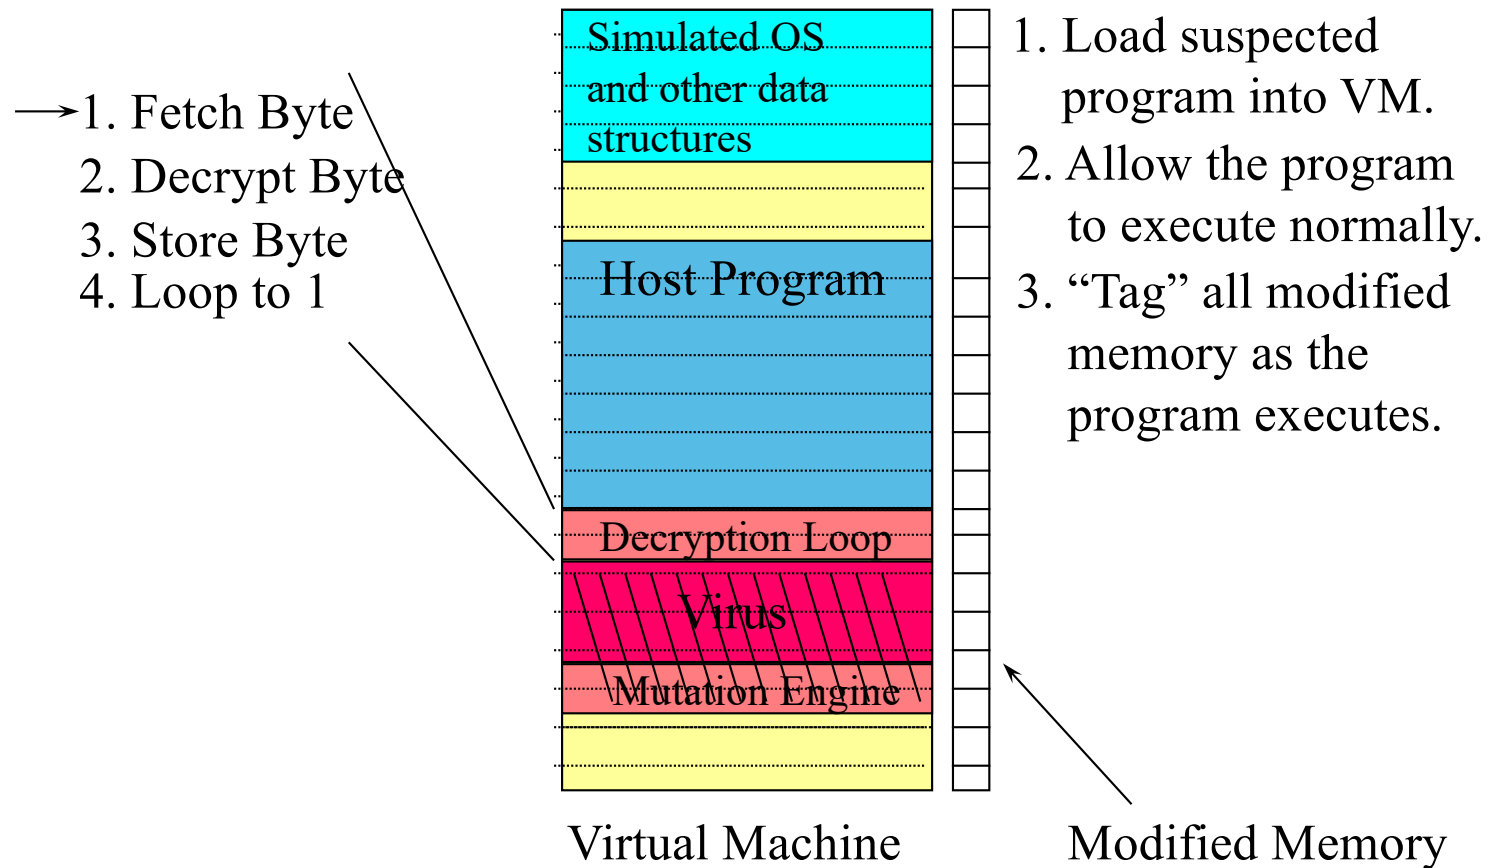 1. Fetch Byte
2. Decrypt Byte
3. Store Byte
4. Loop to 1
Simulated OS
and other data
structures
Host Program
Decryption Loop
Virus
Mutation Engine
Virtual Machine
1. Load suspected
program into VM.
2. Allow the program
to execute normally.
3. “Tag” all modified
memory as the
program executes.
Modified Memory